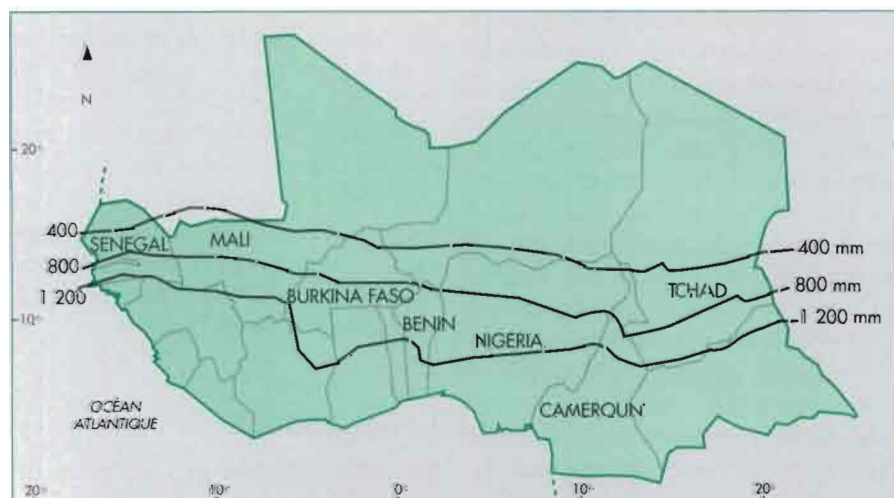 N
20°
400
SENEGAL
MALI
400 mm
800
BURKINA FASO
TCHAD
800 mm
1 200
1 200 mm
10°
BENIN
NIGERIA
CAMEROUN
OCÉAN
ATLANTIQUE
20°
10°
0°
10°
20°